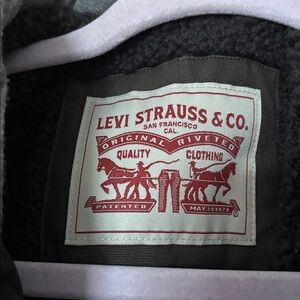 LEVI STRAUSS & CO.
SAN FRANCISCO
CAL.
ORIGINAL RIVETED
QUALITY CLOTHING
PATENTED MAY 20 1873